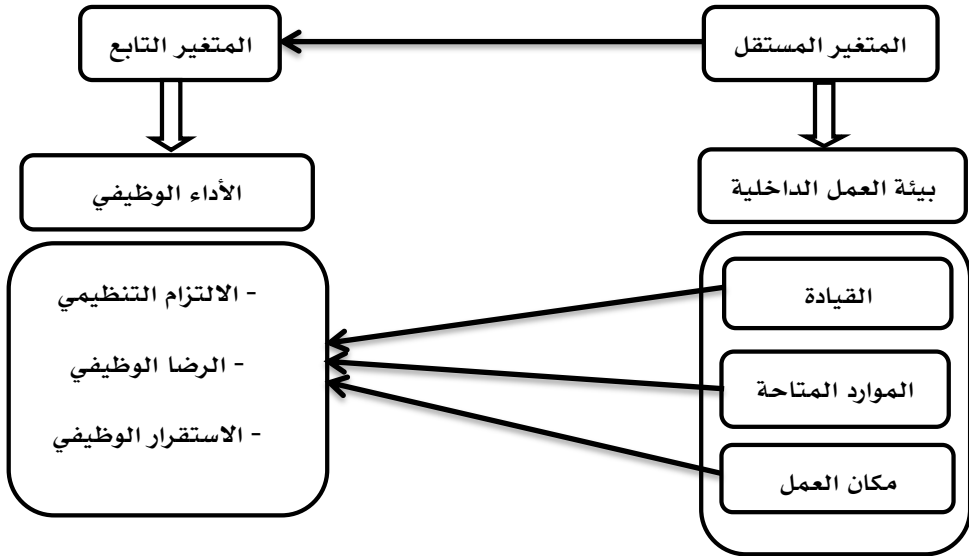 المتغير المستقل
المتغير التابع
بيئة العمل الداخلية
الأداء الوظيفي
القيادة
الموارد المتاحة
مكان العمل
- الالتزام التنظيمي
- الرضا الوظيفي
- الاستقرار الوظيفي